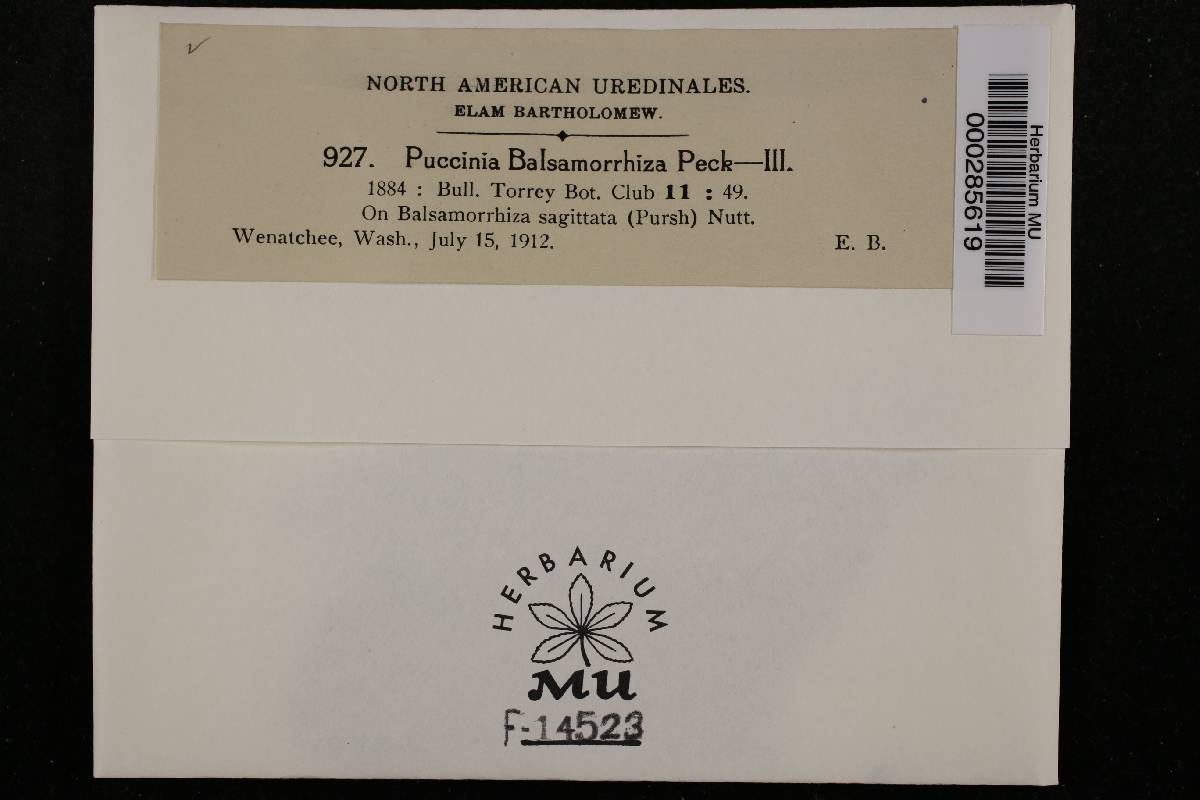 NORTH AMERICAN UREDINALES.
ELAM BARTHOLOMEW.
927. Puccinia Balsamorrhiza Peck—III.
1884 : Bull. Torrey Bot. Club 11 : 49.
On Balsamorrhiza sagittata (Pursh) Nutt.
Wenatchee, Wash., July 15, 1912. E. B.
Herbarium MU
000285619
HERBARIUM
MU
F-14523